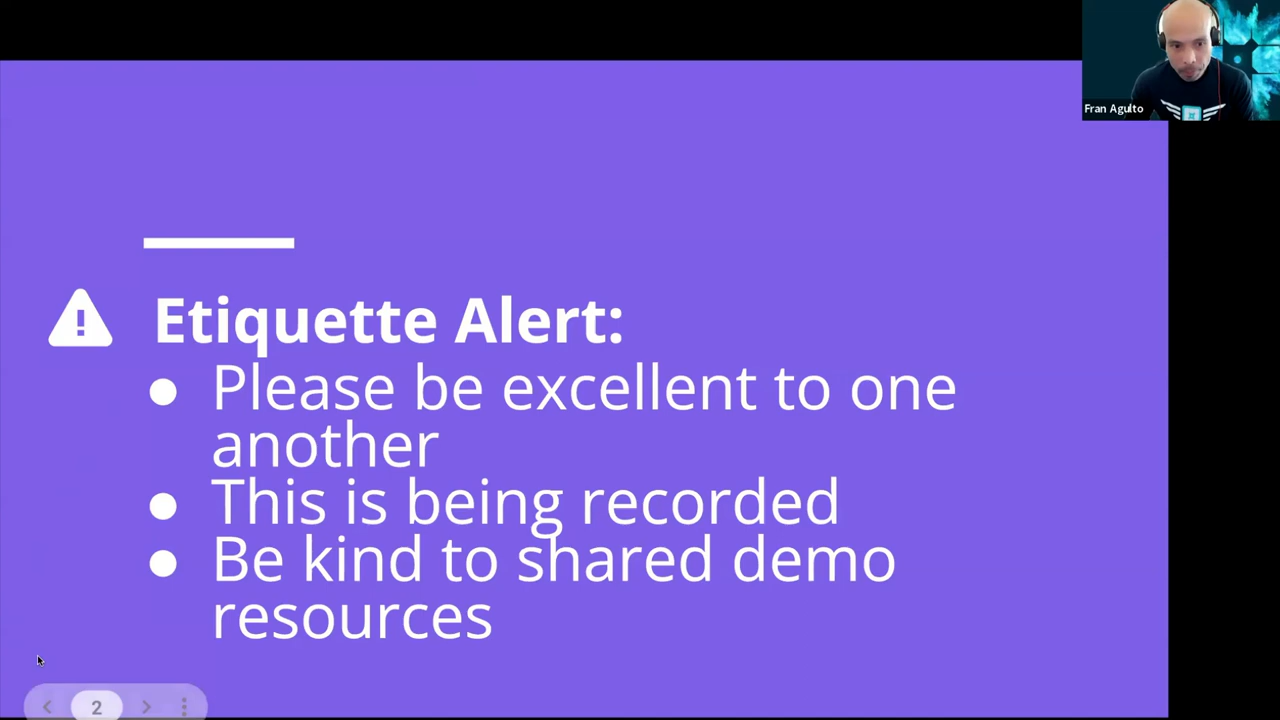 Fran Aguito
Etiquette Alert:
● Please be excellent to one
another
● This is being recorded
● Be kind to shared demo
resources
2